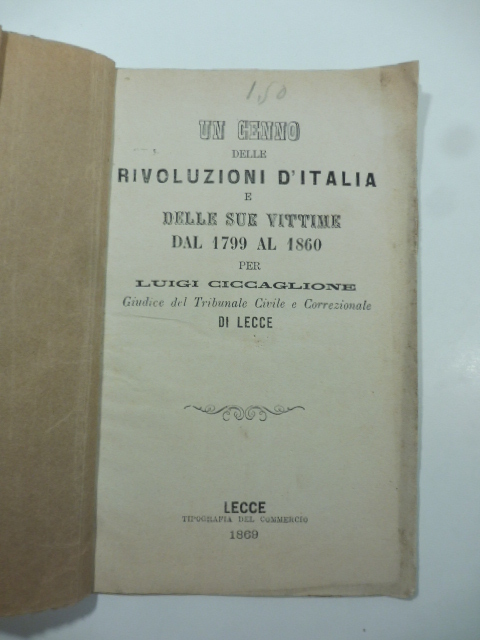 150
UN CENNO
DELLE
RIVOLUZIONI D'ITALIA
E
DELLE SUE VITTIME
DAL 1799 AL 1860
PER
LUIGI CICCAGLIONE
Giudice del Tribunale Civile e Correzionale
DI LECCE
LECCE
TIPOGRAFIA DEL COMMERCIO
1869